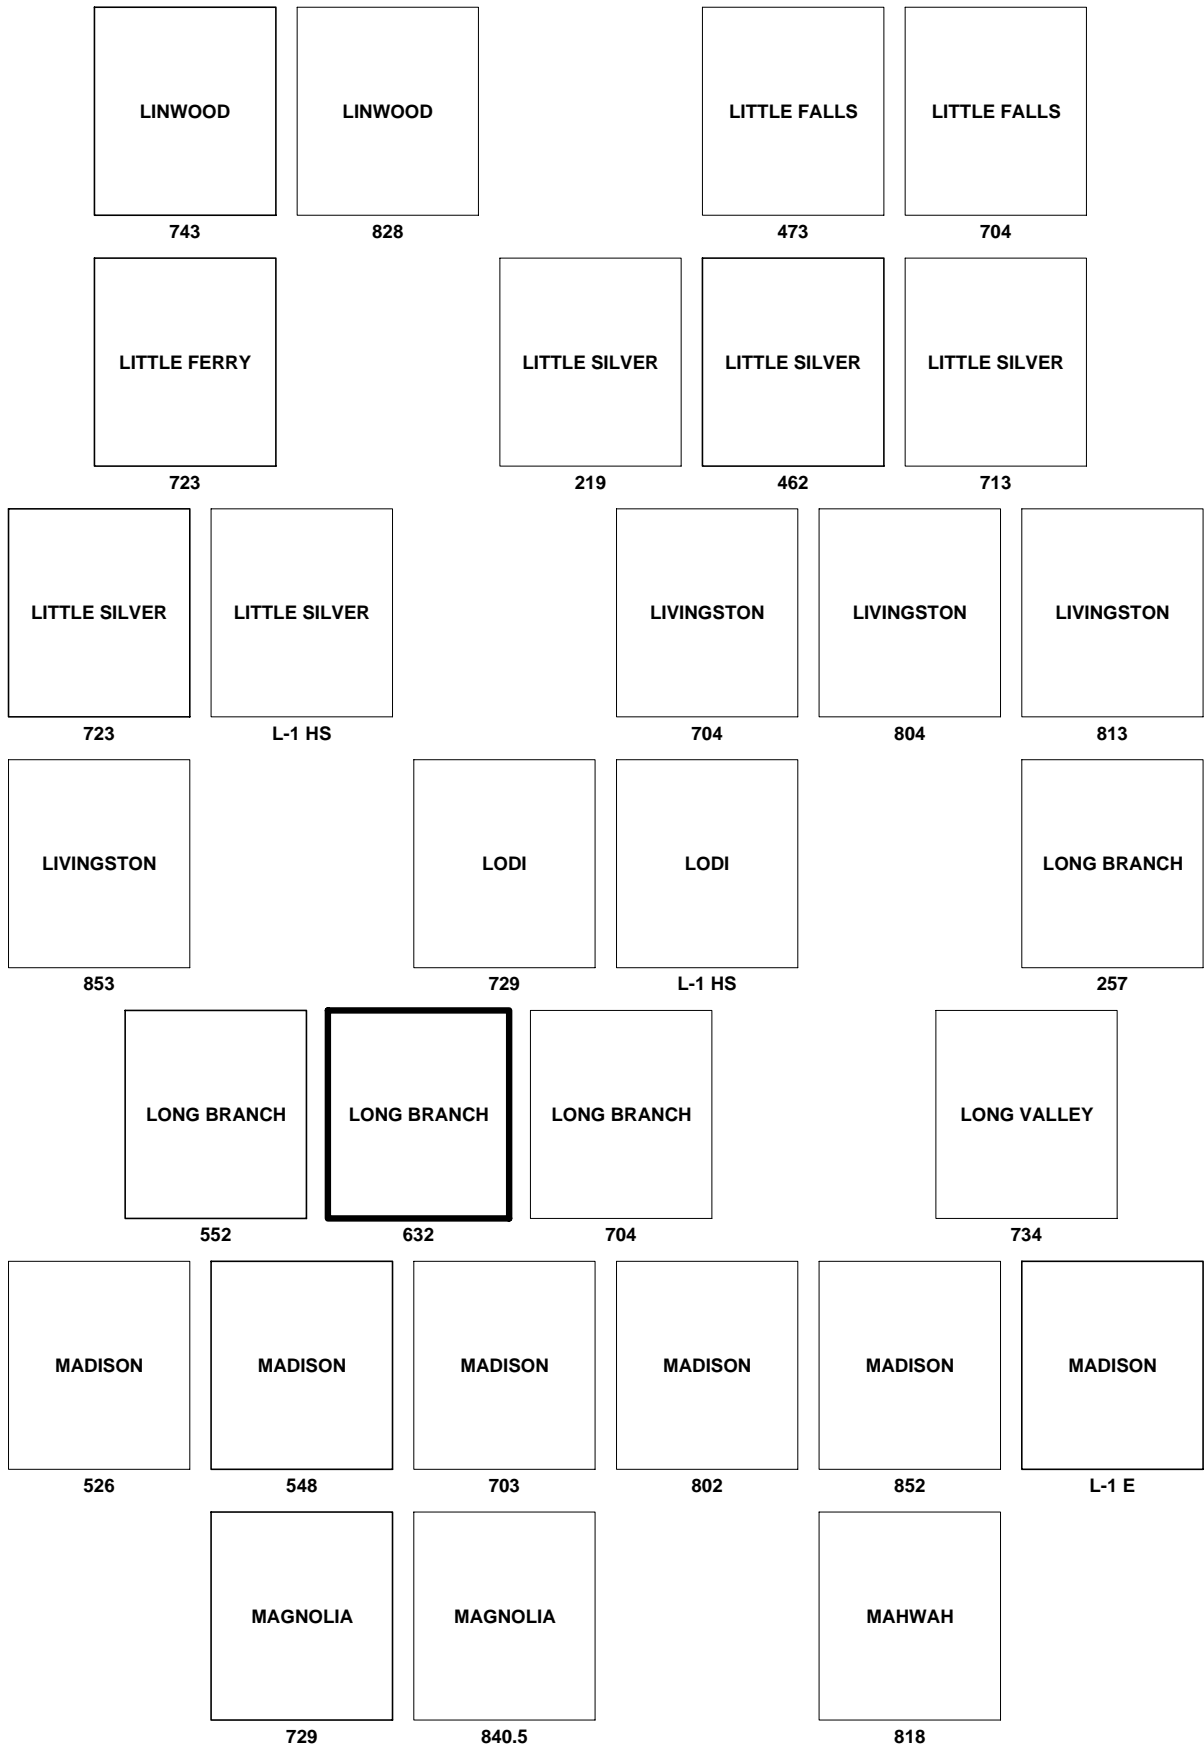 LINWOOD LINWOOD LITTLE FALLS LITTLE FALLS
743 828 473 704
LITTLE FERRY LITTLE SILVER LITTLE SILVER LITTLE SILVER
723 219 462 713
LITTLE SILVER LITTLE SILVER LIVINGSTON LIVINGSTON LIVINGSTON
723 L-1 HS 704 804 813
LIVINGSTON LODI LODI LONG BRANCH
853 729 L-1 HS 257
LONG BRANCH LONG BRANCH LONG BRANCH LONG VALLEY
552 632 704 734
MADISON MADISON MADISON MADISON MADISON MADISON
526 548 703 802 852 L-1 E
MAGNOLIA MAGNOLIA MAHWAH
729 840.5 818